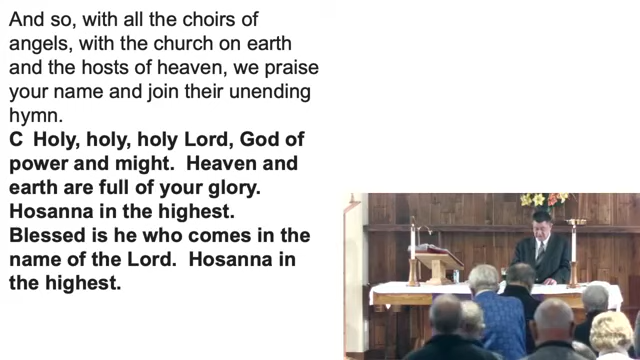 And so, with all the choirs of
angels, with the church on earth
and the hosts of heaven, we praise
your name and join their unending
hymn.
C  Holy, holy, holy Lord, God of
power and might.  Heaven and
earth are full of your glory.
Hosanna in the highest.
Blessed is he who comes in the
name of the Lord.  Hosanna in
the highest.